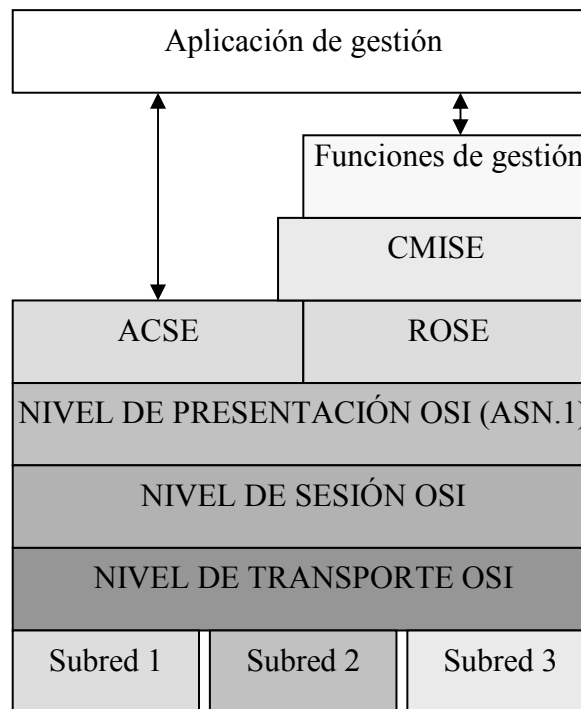 Aplicación de gestión
Funciones de gestión
CMISE
ACSE ROSE
NIVEL DE PRESENTACIÓN OSI (ASN.1)
NIVEL DE SESIÓN OSI
NIVEL DE TRANSPORTE OSI
Subred 1 Subred 2 Subred 3